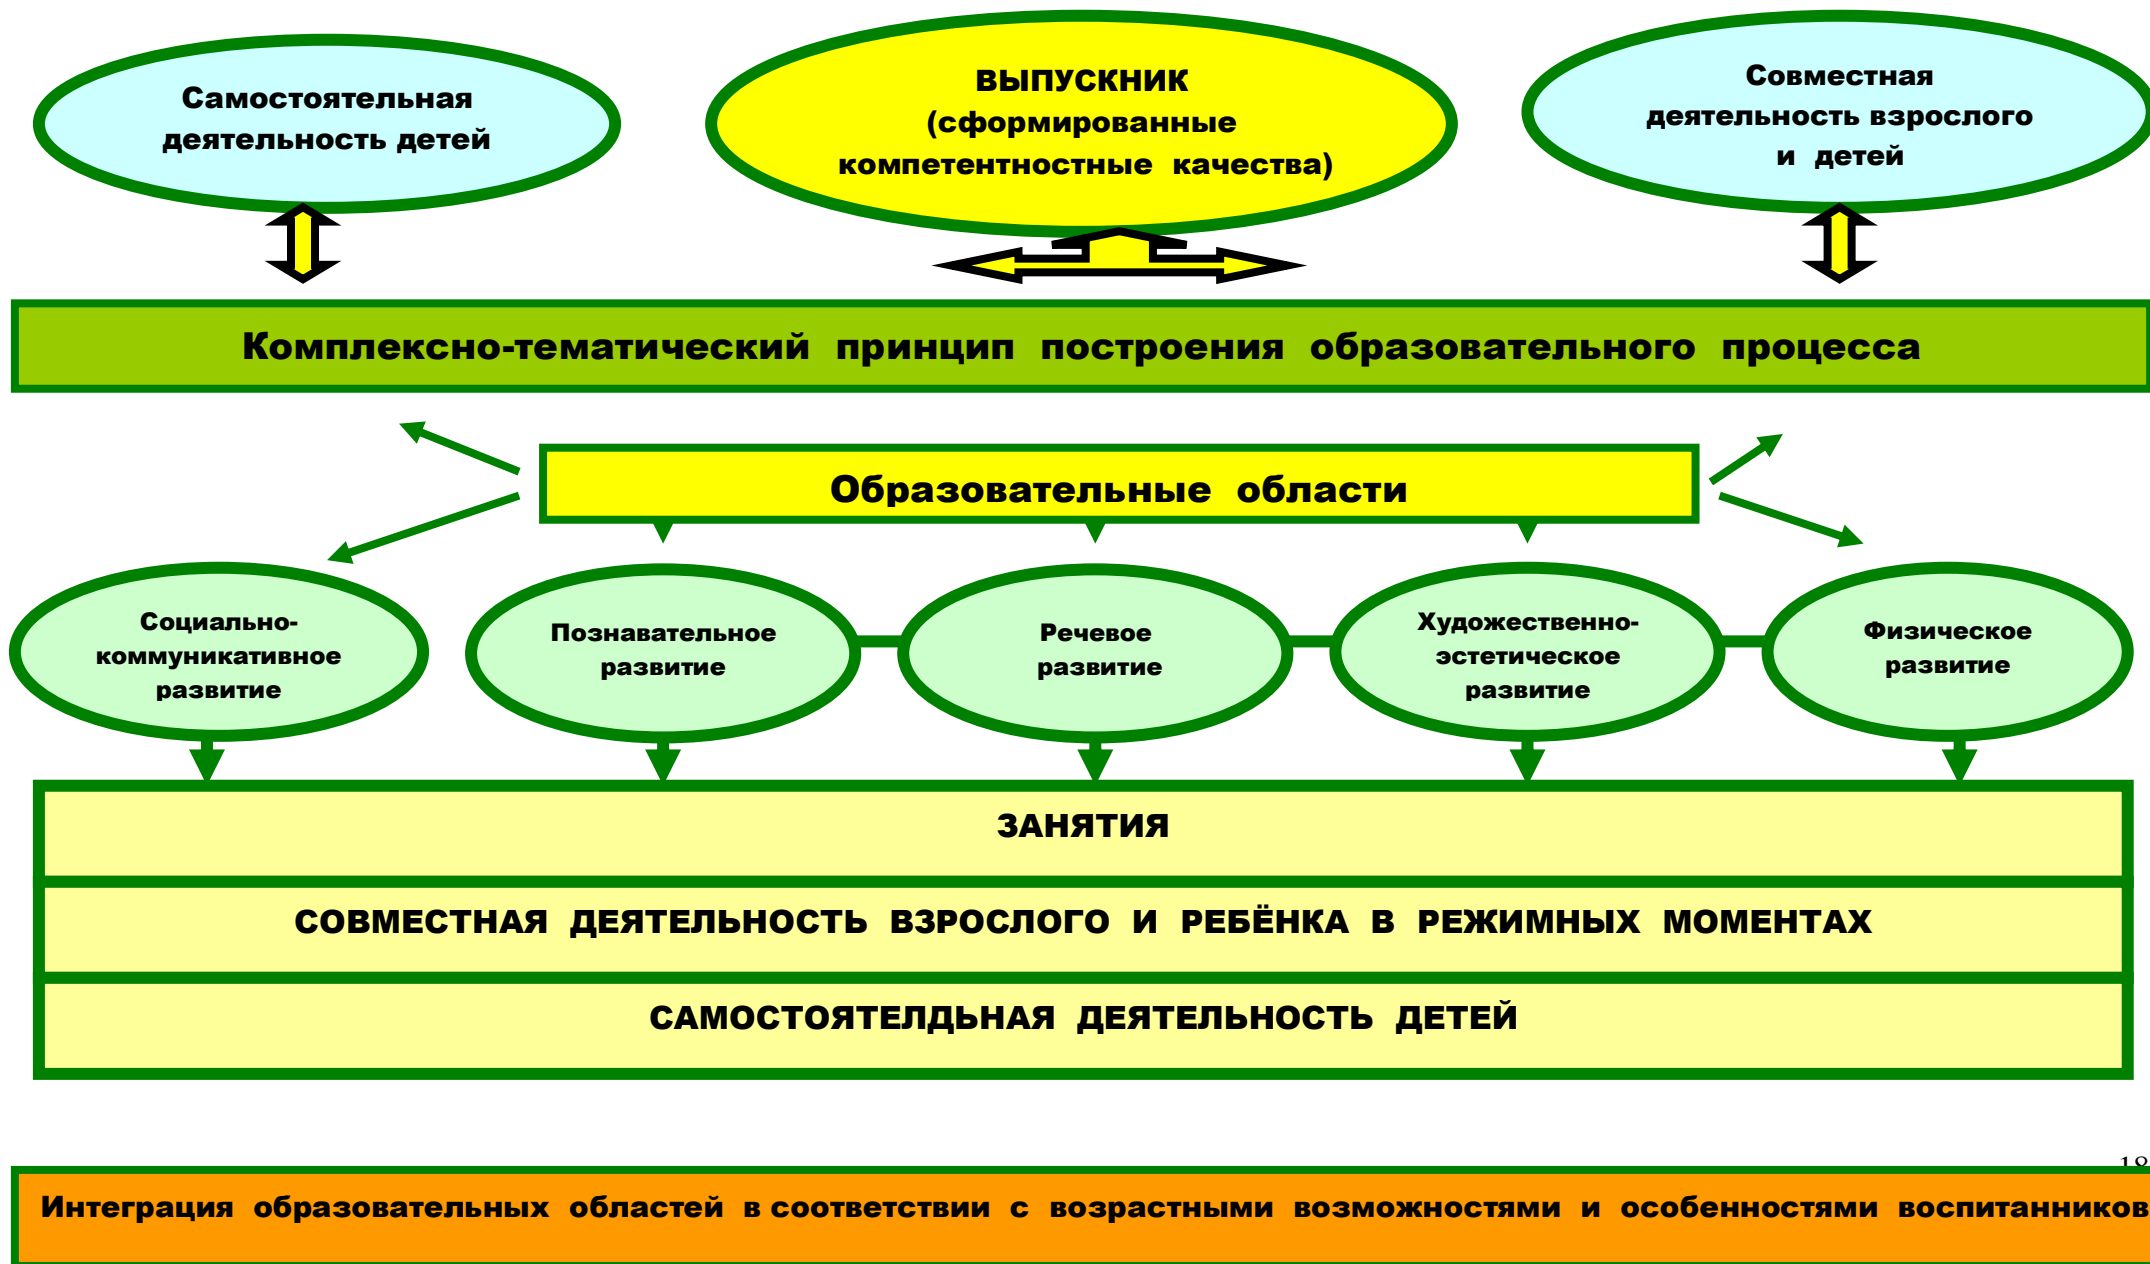 Самостоятельная
деятельность детей
ВЫПУСКНИК
(сформированные
компетентностные качества)
Совместная
деятельность взрослого
и детей
Комплексно-тематический принцип построения образовательного процесса
Образовательные области
Социально-
коммуникативное
развитие
Познавательное
развитие
Речевое
развитие
Художественно-
эстетическое
развитие
Физическое
развитие
ЗАНЯТИЯ
СОВМЕСТНАЯ ДЕЯТЕЛЬНОСТЬ ВЗРОСЛОГО И РЕБЁНКА В РЕЖИМНЫХ МОМЕНТАХ
САМОСТОЯТЕЛДЬНАЯ ДЕЯТЕЛЬНОСТЬ ДЕТЕЙ
Интеграция образовательных областей в соответствии с возрастными возможностями и особенностями воспитанников